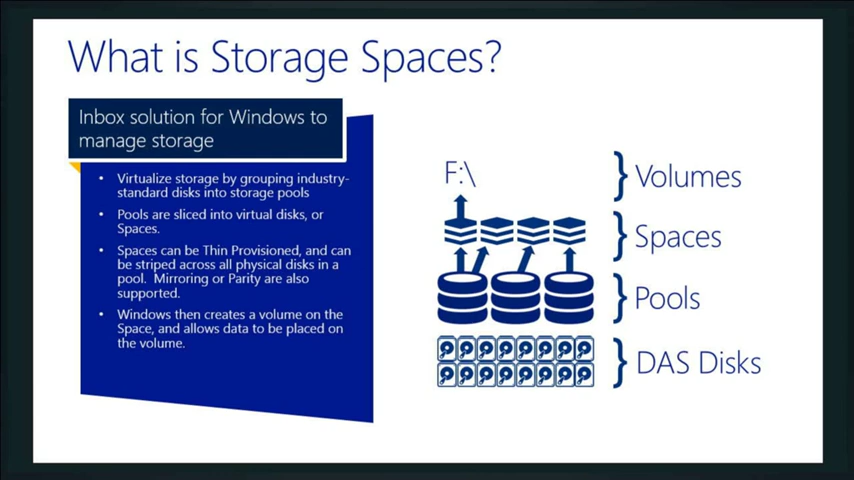 What is Storage Spaces?
Inbox solution for Windows to
manage storage
• Virtualize storage by grouping industry-
standard disks into storage pools
• Pools are sliced into virtual disks, or
Spaces.
• Spaces can be Thin Provisioned, and can
be striped across all physical disks in a
pool. Mirroring or Parity are also
supported.
• Windows then creates a volume on the
Space, and allows data to be placed on
the volume.
F:\
Volumes
Spaces
Pools
DAS Disks